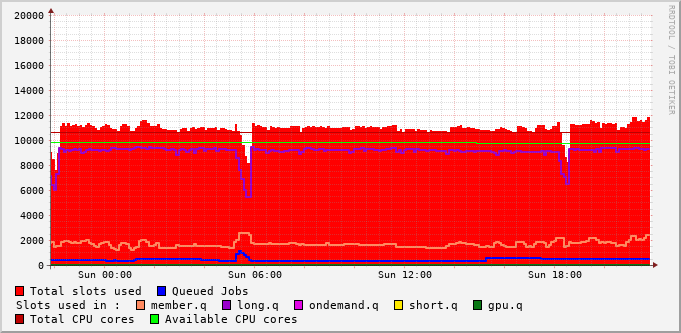 20000
18000
16000
14000
12000
10000
8000
6000
4000
2000
0
Sun 00:00 Sun 06:00 Sun 12:00 Sun 18:00
Total slots used Queued Jobs
Slots used in : member.q long.q ondemand.q short.q gpu.q
Total CPU cores Available CPU cores
RRDTOOL / TOBI OETIKER